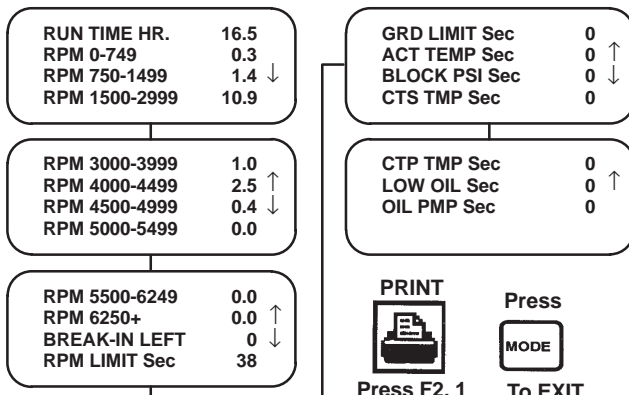 RUN TIME HR. 16.5
RPM 0-749 0.3
RPM 750-1499 1.4 ↓
RPM 1500-2999 10.9
RPM 3000-3999 1.0
RPM 4000-4499 2.5 ↑
RPM 4500-4999 0.4 ↓
RPM 5000-5499 0.0
RPM 5500-6249 0.0
RPM 6250+ 0.0 ↑
BREAK-IN LEFT 0 ↓
RPM LIMIT Sec 38
GRD LIMIT Sec 0
ACT TEMP Sec 0 ↑
BLOCK PSI Sec 0 ↓
CTS TMP Sec 0
CTP TMP Sec 0
LOW OIL Sec 0 ↑
OIL PMP Sec 0
PRINT
Press F2, 1
Press
MODE
To EXIT